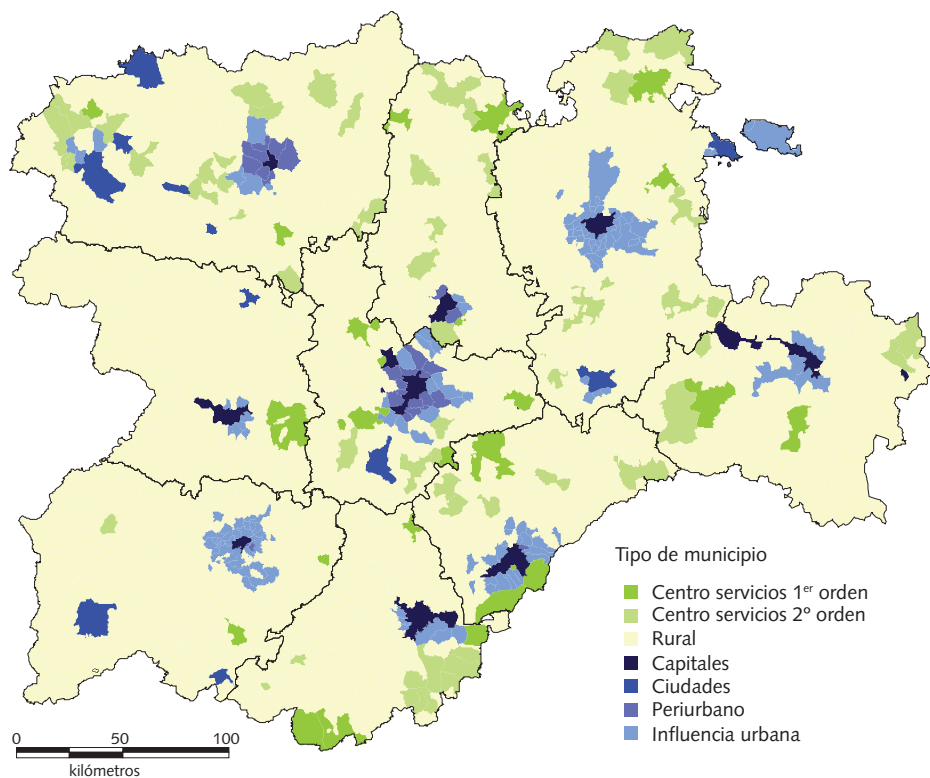 Tipo de municipio
Centro servicios 1er orden
Centro servicios 2º orden
Rural
Capitales
Ciudades
Periurbano
Influencia urbana
0 50 100
kilómetros